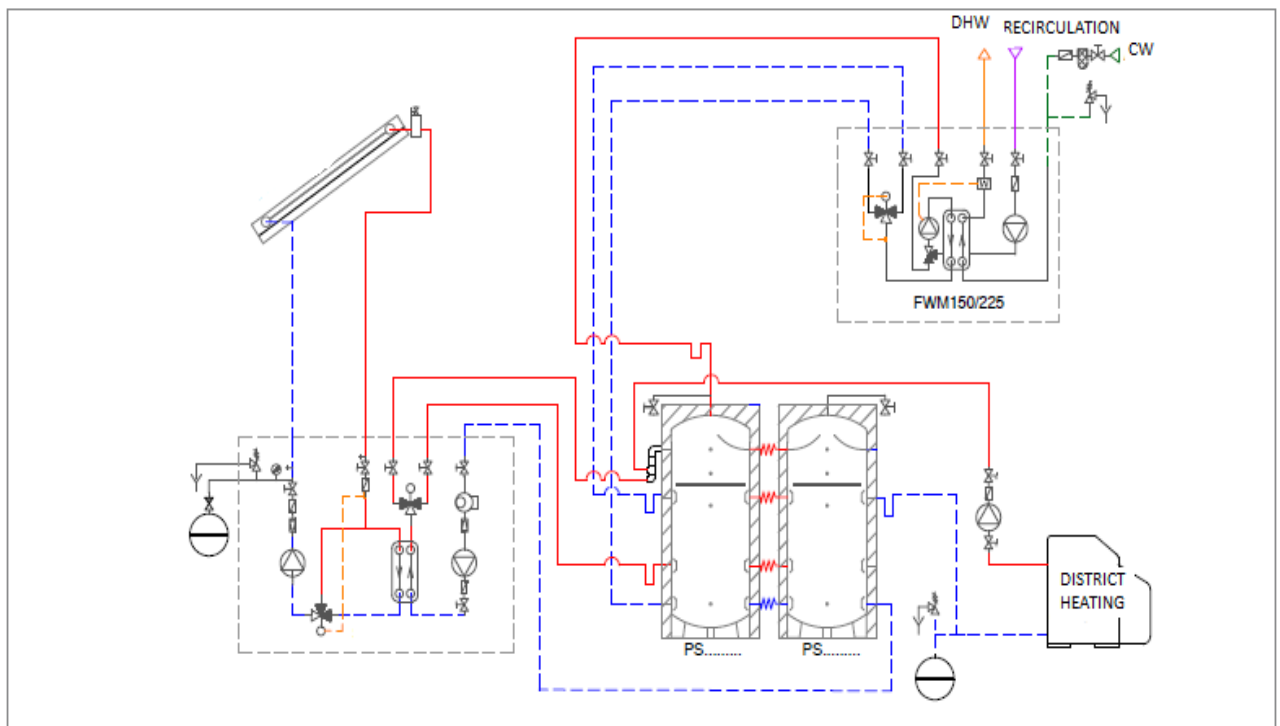 DHW
RECIRCULATION
CW
FWM150/225
DISTRICT
HEATING
PS.........
PS.........